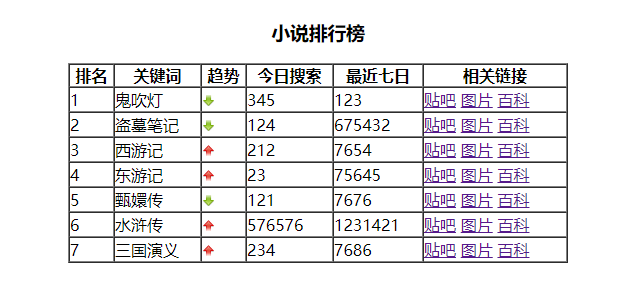 小说排行榜
排名 关键词 趋势 今日搜索 最近七日 相关链接
1 鬼吹灯 345 123 贴吧 图片 百科
2 盗墓笔记 124 675432 贴吧 图片 百科
3 西游记 212 7654 贴吧 图片 百科
4 东游记 23 75645 贴吧 图片 百科
5 甄嬛传 121 7676 贴吧 图片 百科
6 水浒传 576576 1231421 贴吧 图片 百科
7 三国演义 234 7686 贴吧 图片 百科